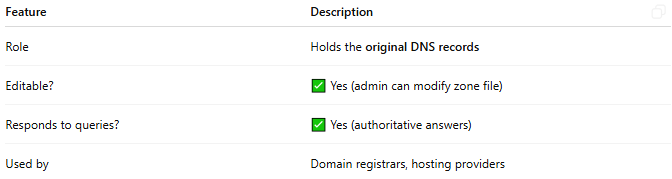 Feature Description
Role Holds the original DNS records
Editable? ✅ Yes (admin can modify zone file)
Responds to queries? ✅ Yes (authoritative answers)
Used by Domain registrars, hosting providers